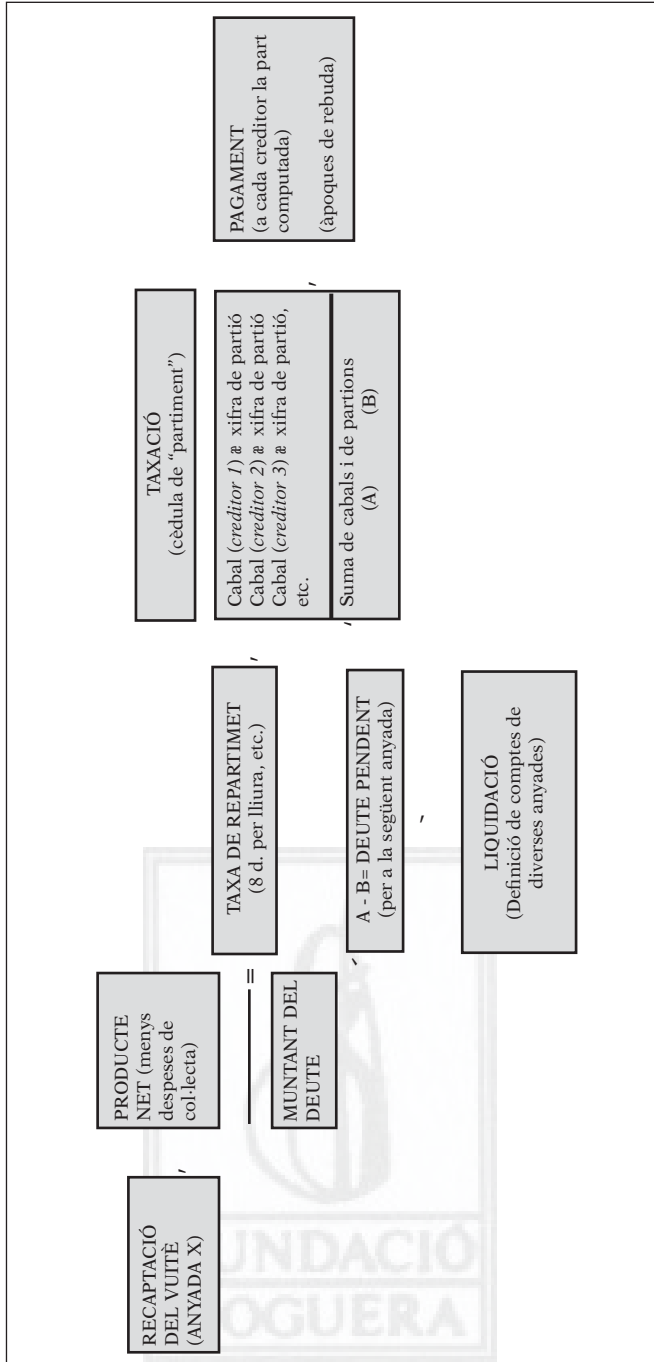 RECAPTACIÓ
DEL VUITÈ
(ANYADA X)
,
PRODUCTE
NET (menys
despeses de
col·lecta)
=
MUNTANT DEL
DEUTE
,
TAXA DE REPARTIMET
(8 d. per lliura, etc.)
,
A - B= DEUTE PENDENT
(per a la següent anyada)
,
LIQUIDACIÓ
(Definició de comptes de
diverses anyades)
TAXACIÓ
(cèdula de “partiment”)
Cabal (creditor 1) æ xifra de partió
Cabal (creditor 2) æ xifra de partió
Cabal (creditor 3) æ xifra de partió,
etc.
,
Suma de cabals i de partions
(A) (B)
,
PAGAMENT
(a cada creditor la part
computada)
(àpoques de rebuda)
FUNDACIÓ
NOGUERA